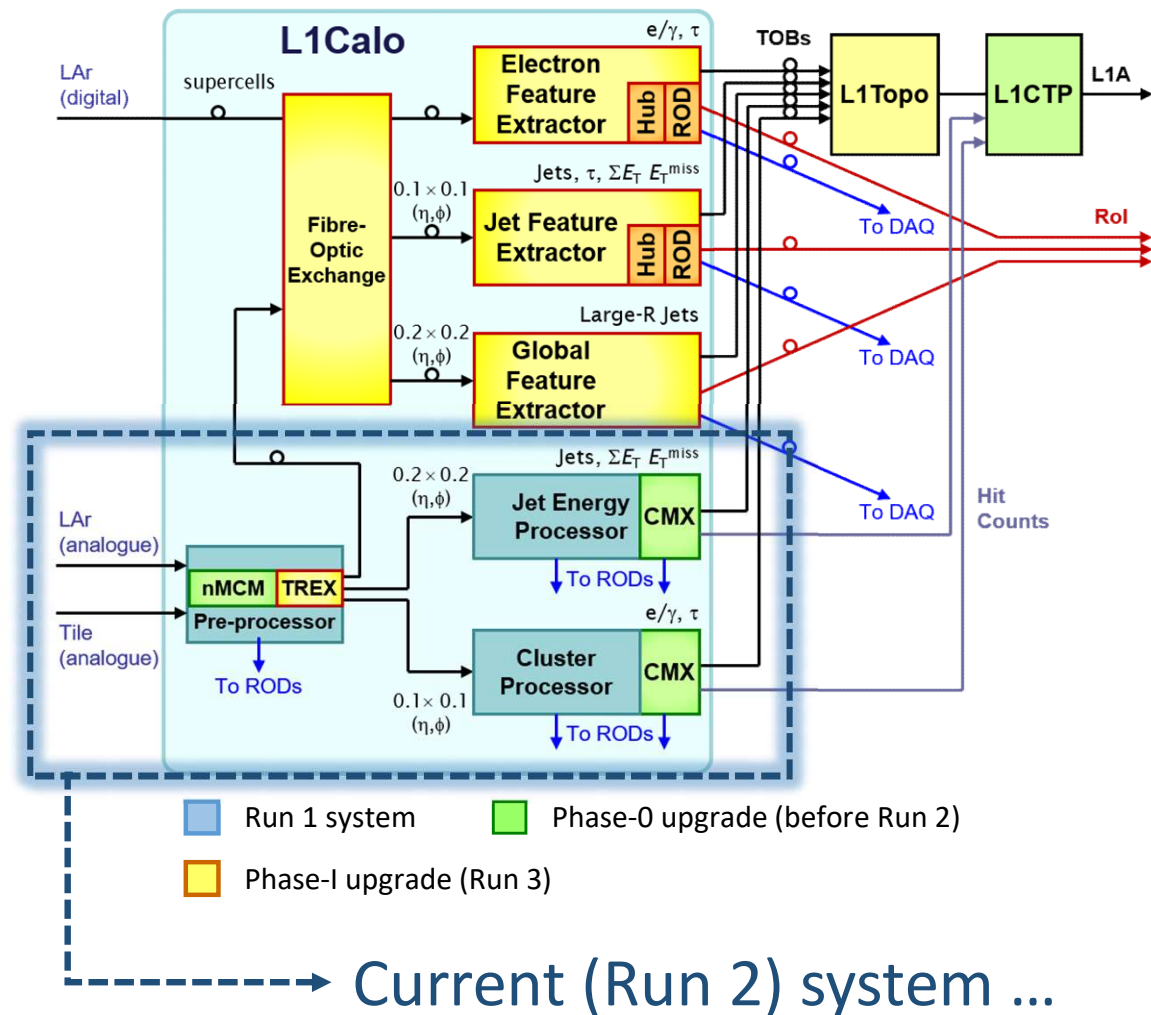 L1Calo
LAr
(digital)
supercells
Fibre-
Optic
Exchange
e/γ, τ
Electron
Feature
Extractor
Hub
ROD
TOBs
L1Topo
L1CTP
L1A
0.1 × 0.1
(η,ϕ)
Jets, τ, ΣE_T E_T^miss
Jet Feature
Extractor
Hub
ROD
To DAQ
RoI
0.2 × 0.2
(η,ϕ)
Large-R Jets
Global
Feature
Extractor
To DAQ
To DAQ
Hit
Counts
LAr
(analogue)
Tile
(analogue)
nMCM
TREX
Pre-processor
To RODs
0.2 × 0.2
(η,ϕ)
Jets, ΣE_T E_T^miss
Jet Energy
Processor
CMX
To RODs
0.1 × 0.1
(η,ϕ)
e/γ, τ
Cluster
Processor
CMX
To RODs
Run 1 system
Phase-0 upgrade (before Run 2)
Phase-I upgrade (Run 3)
Current (Run 2) system ...